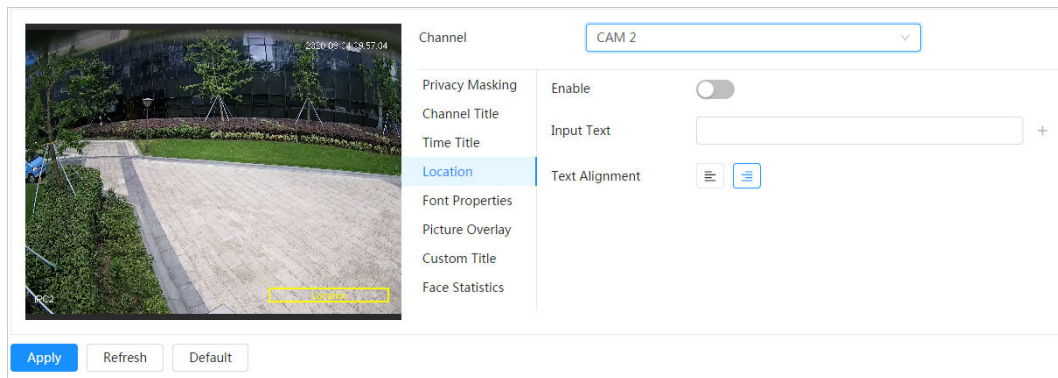 Channel
CAM 2
2020-09-04 09:57:04
Privacy Masking
Enable
Channel Title
Input Text
+
Time Title
Location
Text Alignment
Font Properties
Picture Overlay
Custom Title
Face Statistics
Location
IPC2
Apply
Refresh
Default